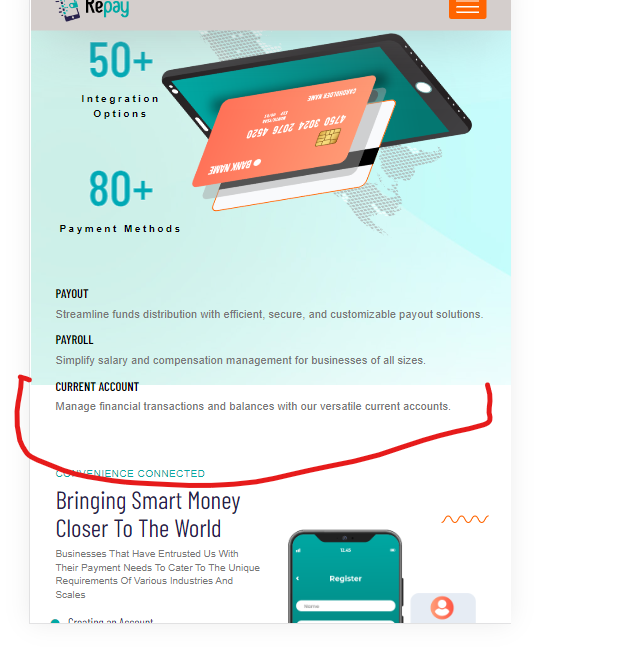 Repay
50+
Integration
Options
CARDHOLDER NAME
4750 3024 2076 4520
BANK NAME
80+
Payment Methods
PAYOUT
Streamline funds distribution with efficient, secure, and customizable payout solutions.
PAYROLL
Simplify salary and compensation management for businesses of all sizes.
CURRENT ACCOUNT
Manage financial transactions and balances with our versatile current accounts.
CONVENIENCE CONNECTED
Bringing Smart Money
Closer To The World
Businesses That Have Entrusted Us With
Their Payment Needs To Cater To The Unique
Requirements Of Various Industries And
Scales
12:45
Register
Creating an Account